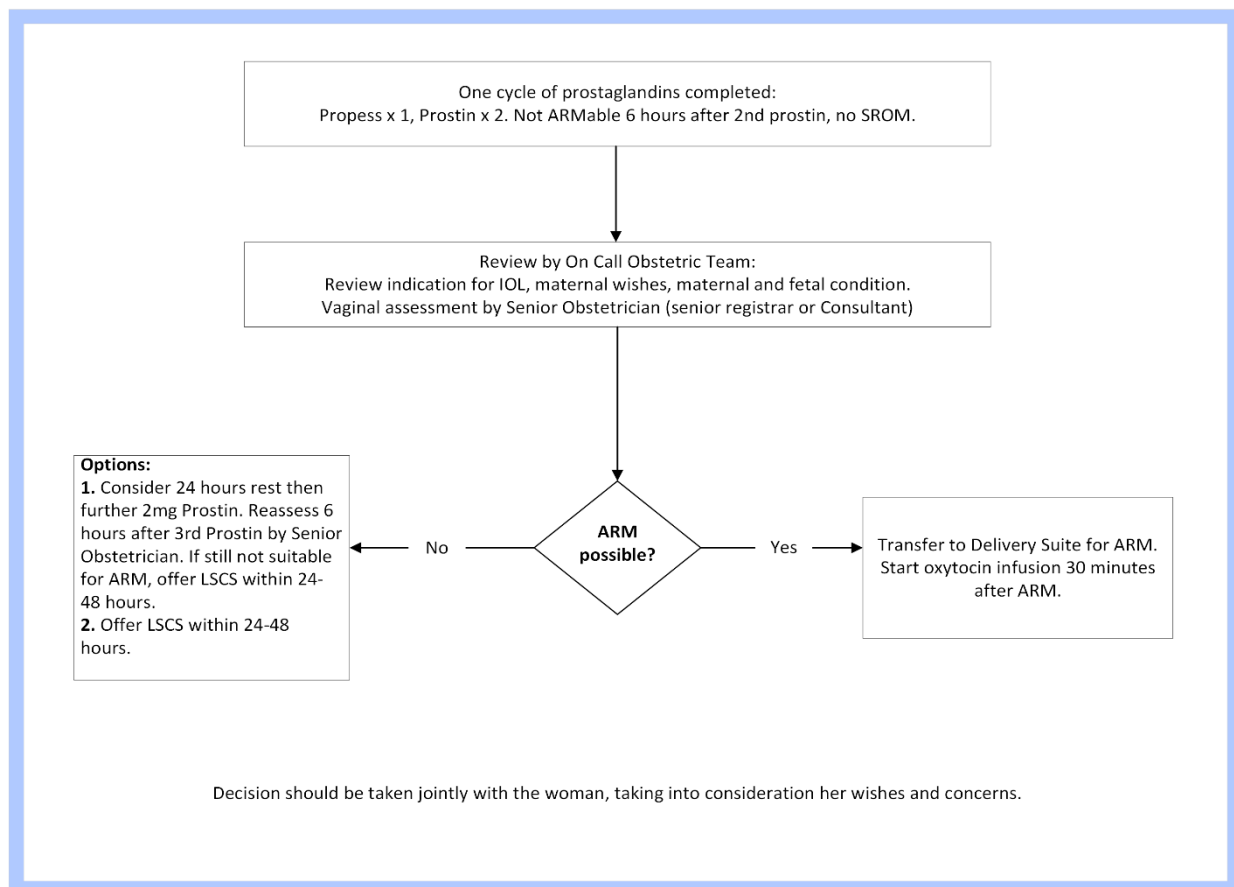 One cycle of prostaglandins completed:
Propess x 1, Prostin x 2. Not ARMable 6 hours after 2nd prostin, no SROM.
Review by On Call Obstetric Team:
Review indication for IOL, maternal wishes, maternal and fetal condition.
Vaginal assessment by Senior Obstetrician (senior registrar or Consultant)
Options:
1. Consider 24 hours rest then
further 2mg Prostin. Reassess 6
hours after 3rd Prostin by Senior
Obstetrician. If still not suitable
for ARM, offer LSCS within 24-
48 hours.
2. Offer LSCS within 24-48
hours.
No
ARM
possible?
Yes
Transfer to Delivery Suite for ARM.
Start oxytocin infusion 30 minutes
after ARM.
Decision should be taken jointly with the woman, taking into consideration her wishes and concerns.